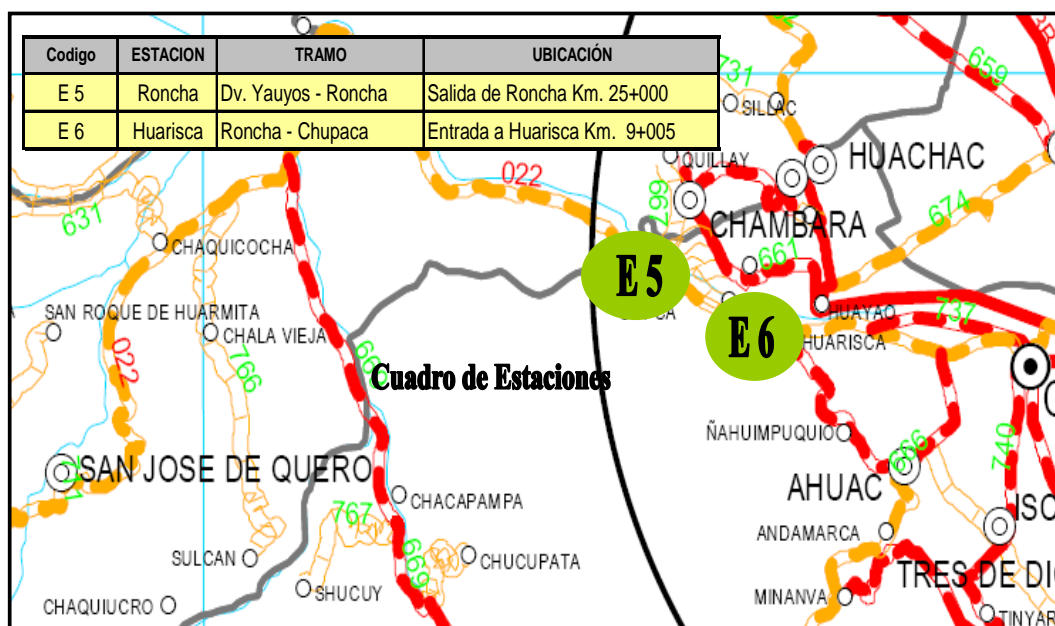 Codigo ESTACION TRAMO UBICACIÓN
E 5 Roncha Dv. Yauyos - Roncha Salida de Roncha Km. 25+000
E 6 Huarisca Roncha - Chupaca Entrada a Huarisca Km. 9+005
731
659
SILLAC
QUILLAY
HUACHAC
022
631
674
CHAMBARA
CHAQUICOCHA
661
E 5
SAN ROQUE DE HUARMITA
HUAYAO
737
CHALA VIEJA
E 6
HUARISCA
022
766
Cuadro de Estaciones
ÑAHUIMPUQUIO
666
740
SAN JOSE DE QUERO
AHUAC
CHACAPAMPA
767
ISC
ANDAMARCA
SULCAN
CHUCUPATA
669
TRES DE DI
SHUCUY
MINANVA
CHAQUIUCRO
TINYAR